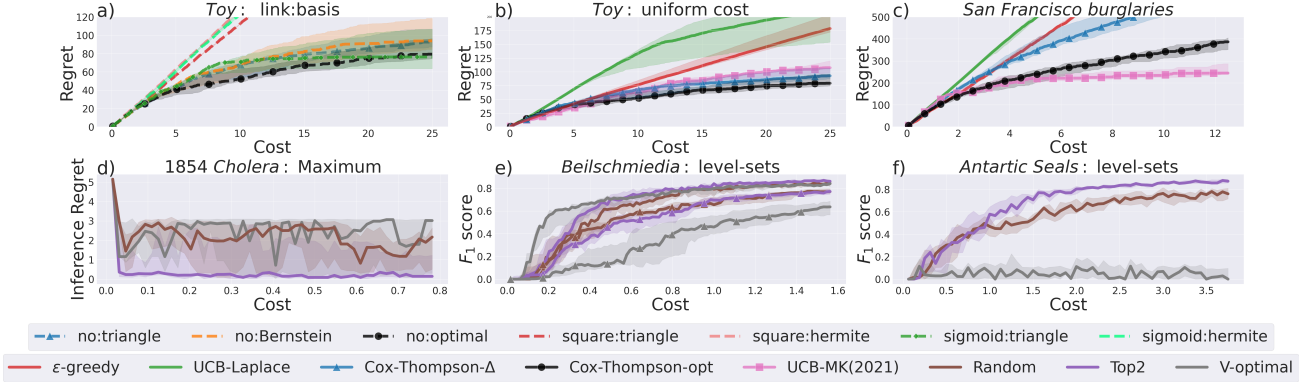 a) Toy : link:basis
Regret
120
100
80
60
40
20
0
0 5 10 15 20 25
Cost
b) Toy : uniform cost
Regret
175
150
125
100
75
50
25
0
0 5 10 15 20 25
Cost
c) San Francisco burglaries
Regret
500
400
300
200
100
0
0 2 4 6 8 10 12
Cost
d) 1854 Cholera : Maximum
Inference Regret
5
4
3
2
1
0
0.0 0.1 0.2 0.3 0.4 0.5 0.6 0.7 0.8
Cost
e) Beilschmiedia : level-sets
F1 score
0.8
0.6
0.4
0.2
0.0
0.0 0.2 0.4 0.6 0.8 1.0 1.2 1.4 1.6
Cost
f) Antartic Seals : level-sets
F1 score
0.8
0.6
0.4
0.2
0.0
0.0 0.5 1.0 1.5 2.0 2.5 3.0 3.5
Cost
no:triangle no:Bernstein no:optimal square:triangle square:hermite sigmoid:triangle sigmoid:hermite
ε-greedy UCB-Laplace Cox-Thompson-Δ Cox-Thompson-opt UCB-MK(2021) Random Top2 V-optimal